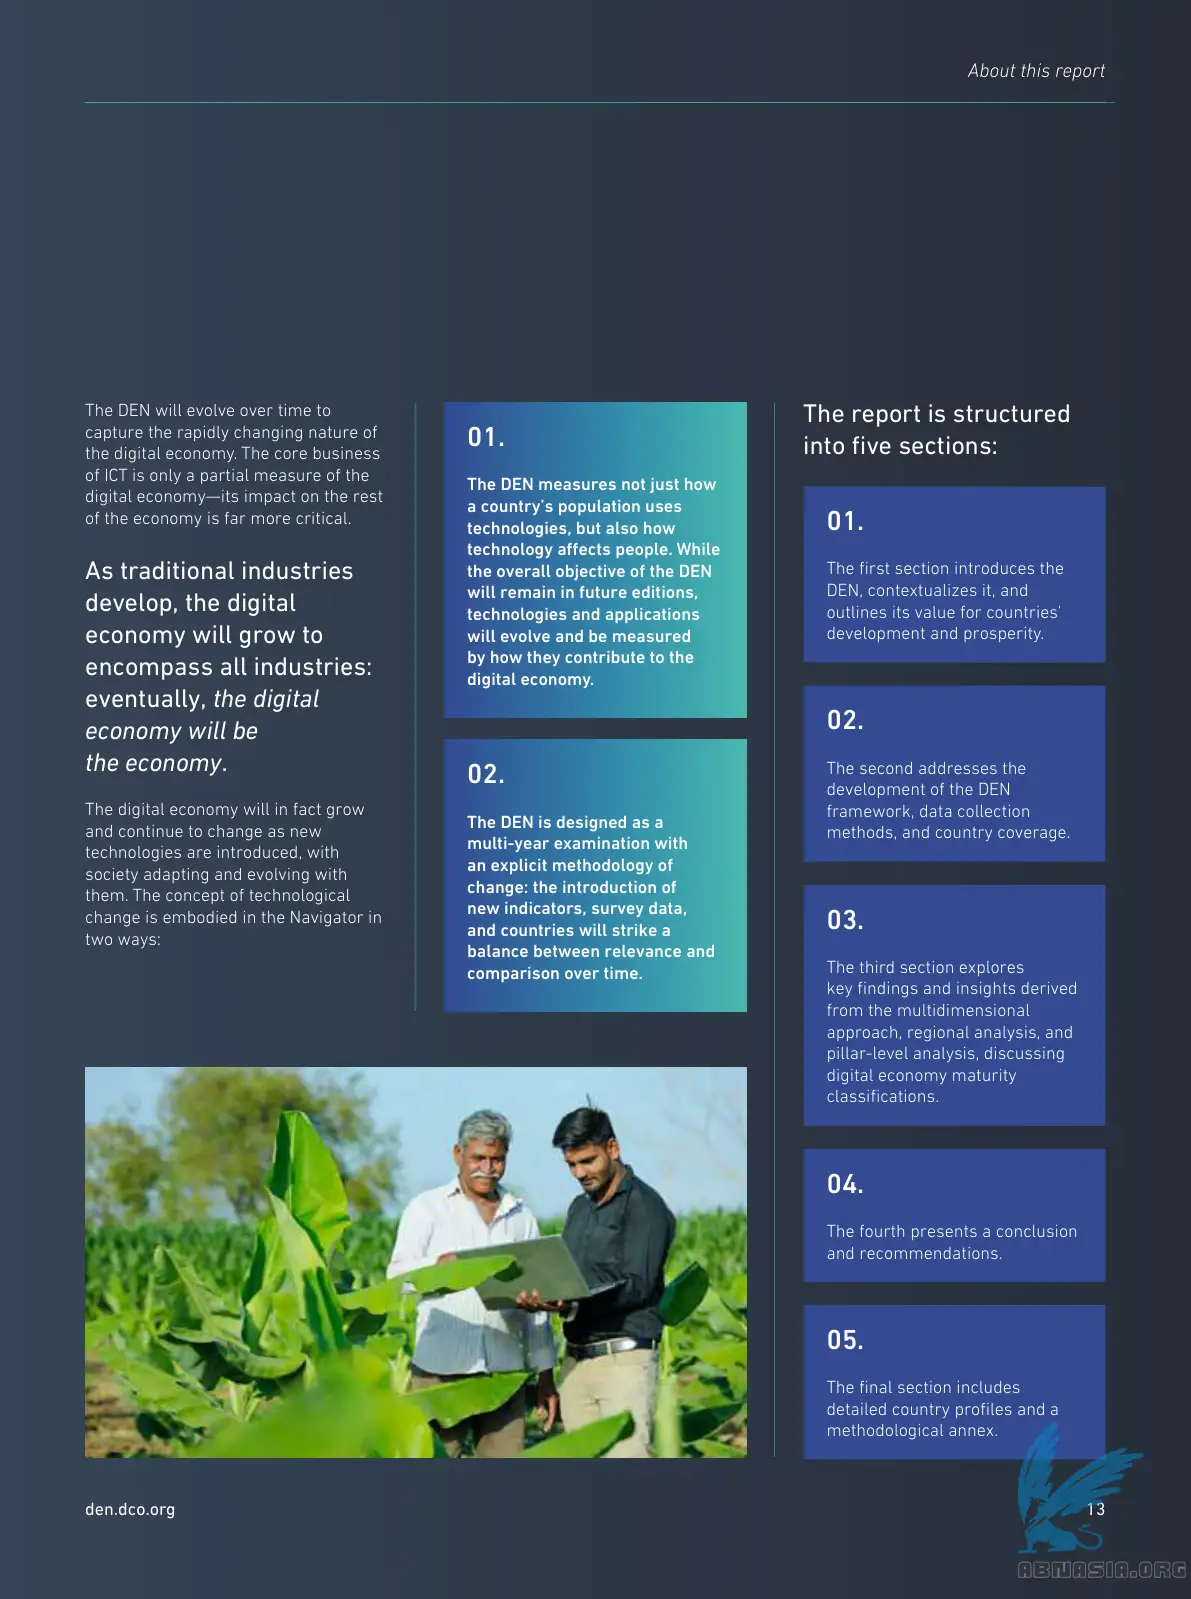 About this report
The DEN will evolve over time to
capture the rapidly changing nature of
the digital economy. The core business
of ICT is only a partial measure of the
digital economy—its impact on the rest
of the economy is far more critical.
As traditional industries
develop, the digital
economy will grow to
encompass all industries:
eventually, the digital
economy will be
the economy.
The digital economy will in fact grow
and continue to change as new
technologies are introduced, with
society adapting and evolving with
them. The concept of technological
change is embodied in the Navigator in
two ways:
01.
The DEN measures not just how
a country's population uses
technologies, but also how
technology affects people. While
the overall objective of the DEN
will remain in future editions,
technologies and applications
will evolve and be measured
by how they contribute to the
digital economy.
02.
The DEN is designed as a
multi-year examination with
an explicit methodology of
change: the introduction of
new indicators, survey data,
and countries will strike a
balance between relevance and
comparison over time.
The report is structured
into five sections:
01.
The first section introduces the
DEN, contextualizes it, and
outlines its value for countries'
development and prosperity.
02.
The second addresses the
development of the DEN
framework, data collection
methods, and country coverage.
03.
The third section explores
key findings and insights derived
from the multidimensional
approach, regional analysis, and
pillar-level analysis, discussing
digital economy maturity
classifications.
04.
The fourth presents a conclusion
and recommendations.
05.
The final section includes
detailed country profiles and a
methodological annex.
den.dco.org
13
ABNASIA.ORG